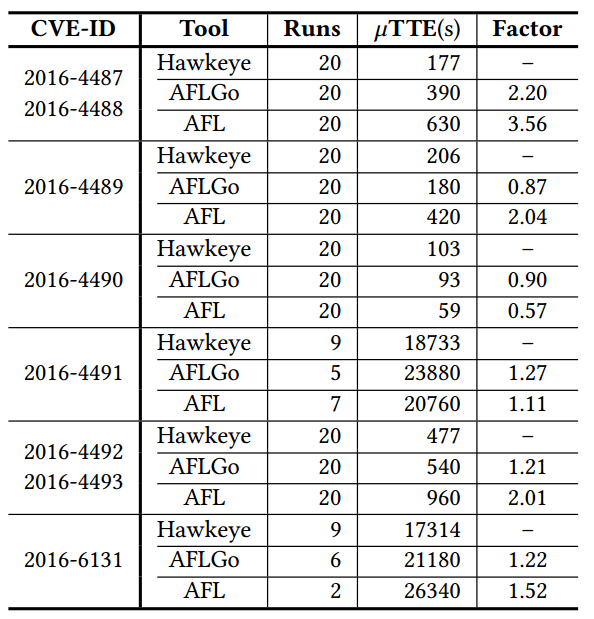 CVE-ID Tool Runs μTTE(s) Factor
2016-4487
2016-4488
Hawkeye 20 177 –
AFLGo 20 390 2.20
AFL 20 630 3.56
2016-4489
Hawkeye 20 206 –
AFLGo 20 180 0.87
AFL 20 420 2.04
2016-4490
Hawkeye 20 103 –
AFLGo 20 93 0.90
AFL 20 59 0.57
2016-4491
Hawkeye 9 18733 –
AFLGo 5 23880 1.27
AFL 7 20760 1.11
2016-4492
2016-4493
Hawkeye 20 477 –
AFLGo 20 540 1.21
AFL 20 960 2.01
2016-6131
Hawkeye 9 17314 –
AFLGo 6 21180 1.22
AFL 2 26340 1.52